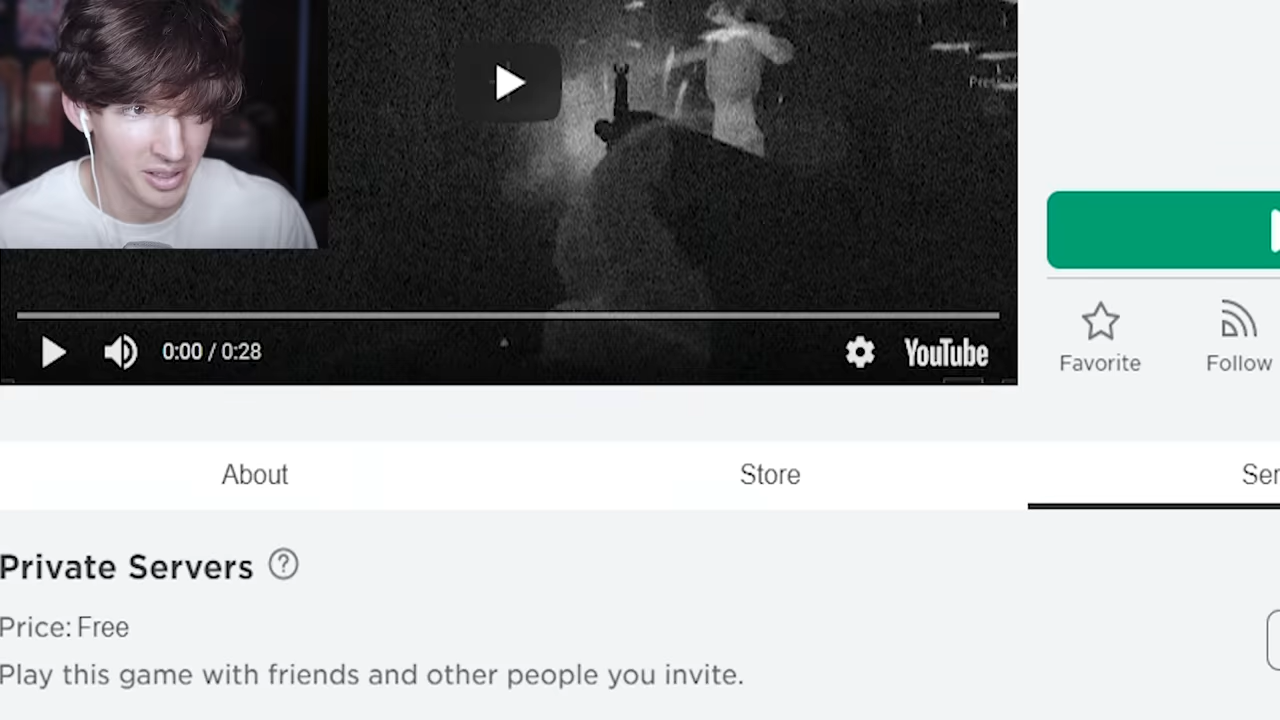 0:00 / 0:28
YouTube
Favorite
Follow
About
Store
Private Servers
Price: Free
Play this game with friends and other people you invite.